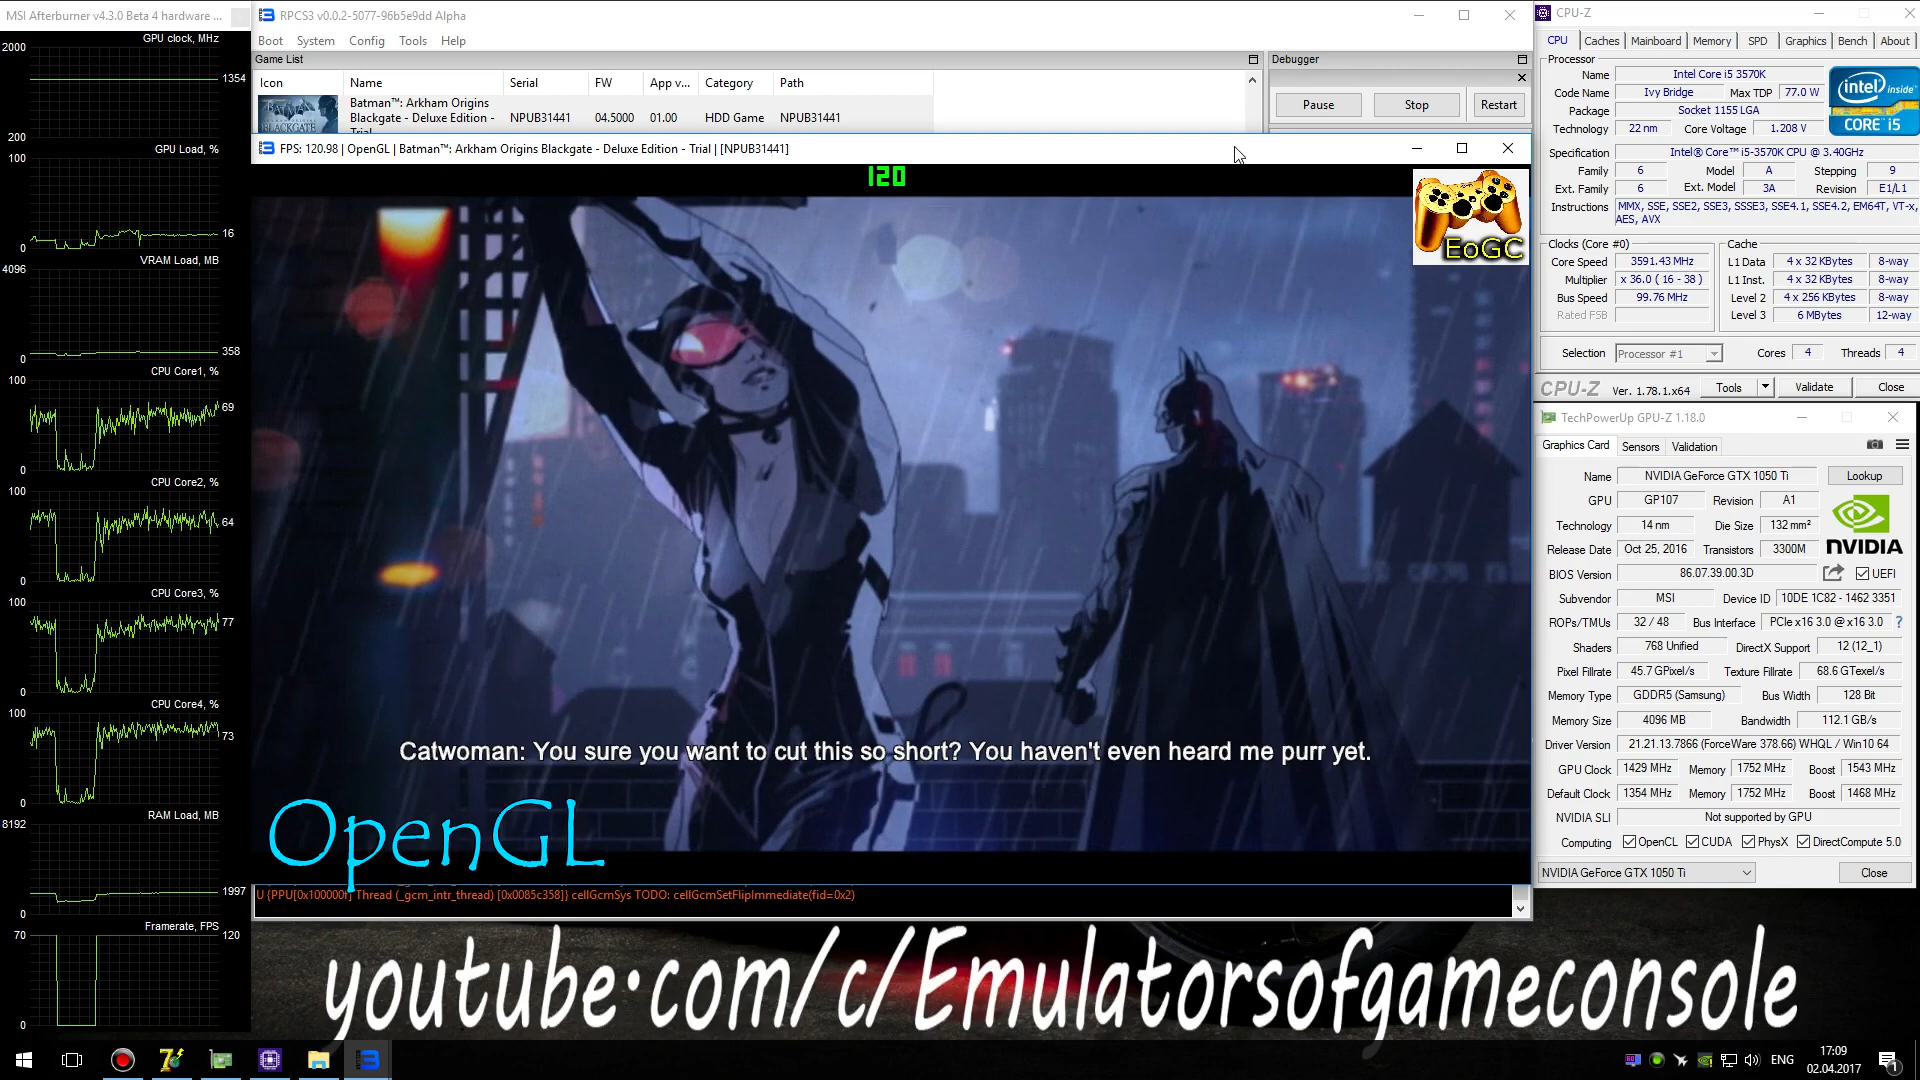 MSI Afterburner v4.3.0 Beta 4 hardware ...
GPU clock, MHz
2000
1354
200
GPU Load, %
100
16
0
VRAM Load, MB
4096
358
0
CPU Core1, %
100
69
0
CPU Core2, %
100
64
0
CPU Core3, %
100
77
0
CPU Core4, %
100
73
0
RAM Load, MB
8192
1997
0
Framerate, FPS
70
120
0
RPCS3 v0.0.2-5077-96b5e9dd Alpha
Boot System Config Tools Help
Game List
Icon Name Serial FW App v... Category Path
Batman™: Arkham Origins
Blackgate - Deluxe Edition -
Trial
NPUB31441 04.5000 01.00 HDD Game NPUB31441
Debugger
Pause Stop Restart
FPS: 120.98 | OpenGL | Batman™: Arkham Origins Blackgate - Deluxe Edition - Trial | [NPUB31441]
120
EoGC
Catwoman: You sure you want to cut this so short? You haven't even heard me purr yet.
OpenGL
U {PPU[0x100000f] Thread (_gcm_intr_thread) [0x0085c358]} cellGcmSys TODO: cellGcmSetFlipImmediate(fid=0x2)
youtube.com/c/Emulatorsofgameconsole
CPU-Z
CPU Caches Mainboard Memory SPD Graphics Bench About
Processor
Name Intel Core i5 3570K
Code Name Ivy Bridge Max TDP 77.0 W
Package Socket 1155 LGA
Technology 22 nm Core Voltage 1.208 V
intel inside™
CORE i5
Specification Intel® Core™ i5-3570K CPU @ 3.40GHz
Family 6 Model A Stepping 9
Ext. Family 6 Ext. Model 3A Revision E1/L1
Instructions MMX, SSE, SSE2, SSE3, SSSE3, SSE4.1, SSE4.2, EM64T, VT-x,
AES, AVX
Clocks (Core #0)
Core Speed 3591.43 MHz
Multiplier x 36.0 ( 16 - 38 )
Bus Speed 99.76 MHz
Rated FSB
Cache
L1 Data 4 x 32 KBytes 8-way
L1 Inst. 4 x 32 KBytes 8-way
Level 2 4 x 256 KBytes 8-way
Level 3 6 MBytes 12-way
Selection Processor #1 Cores 4 Threads 4
CPU-Z Ver. 1.78.1.x64 Tools Validate Close
TechPowerUp GPU-Z 1.18.0
Graphics Card Sensors Validation
Name NVIDIA GeForce GTX 1050 Ti Lookup
GPU GP107 Revision A1
Technology 14 nm Die Size 132 mm²
Release Date Oct 25, 2016 Transistors 3300M
NVIDIA
BIOS Version 86.07.39.00.3D UEFI
Subvendor MSI Device ID 10DE 1C82 - 1462 3351
ROPs/TMUs 32 / 48 Bus Interface PCIe x16 3.0 @ x16 3.0 ?
Shaders 768 Unified DirectX Support 12 (12_1)
Pixel Fillrate 45.7 GPixel/s Texture Fillrate 68.6 GTexel/s
Memory Type GDDR5 (Samsung) Bus Width 128 Bit
Memory Size 4096 MB Bandwidth 112.1 GB/s
Driver Version 21.21.13.7866 (ForceWare 378.66) WHQL / Win10 64
GPU Clock 1429 MHz Memory 1752 MHz Boost 1543 MHz
Default Clock 1354 MHz Memory 1752 MHz Boost 1468 MHz
NVIDIA SLI Not supported by GPU
Computing OpenCL CUDA PhysX DirectCompute 5.0
NVIDIA GeForce GTX 1050 Ti Close
ENG
17:09
02.04.2017
1